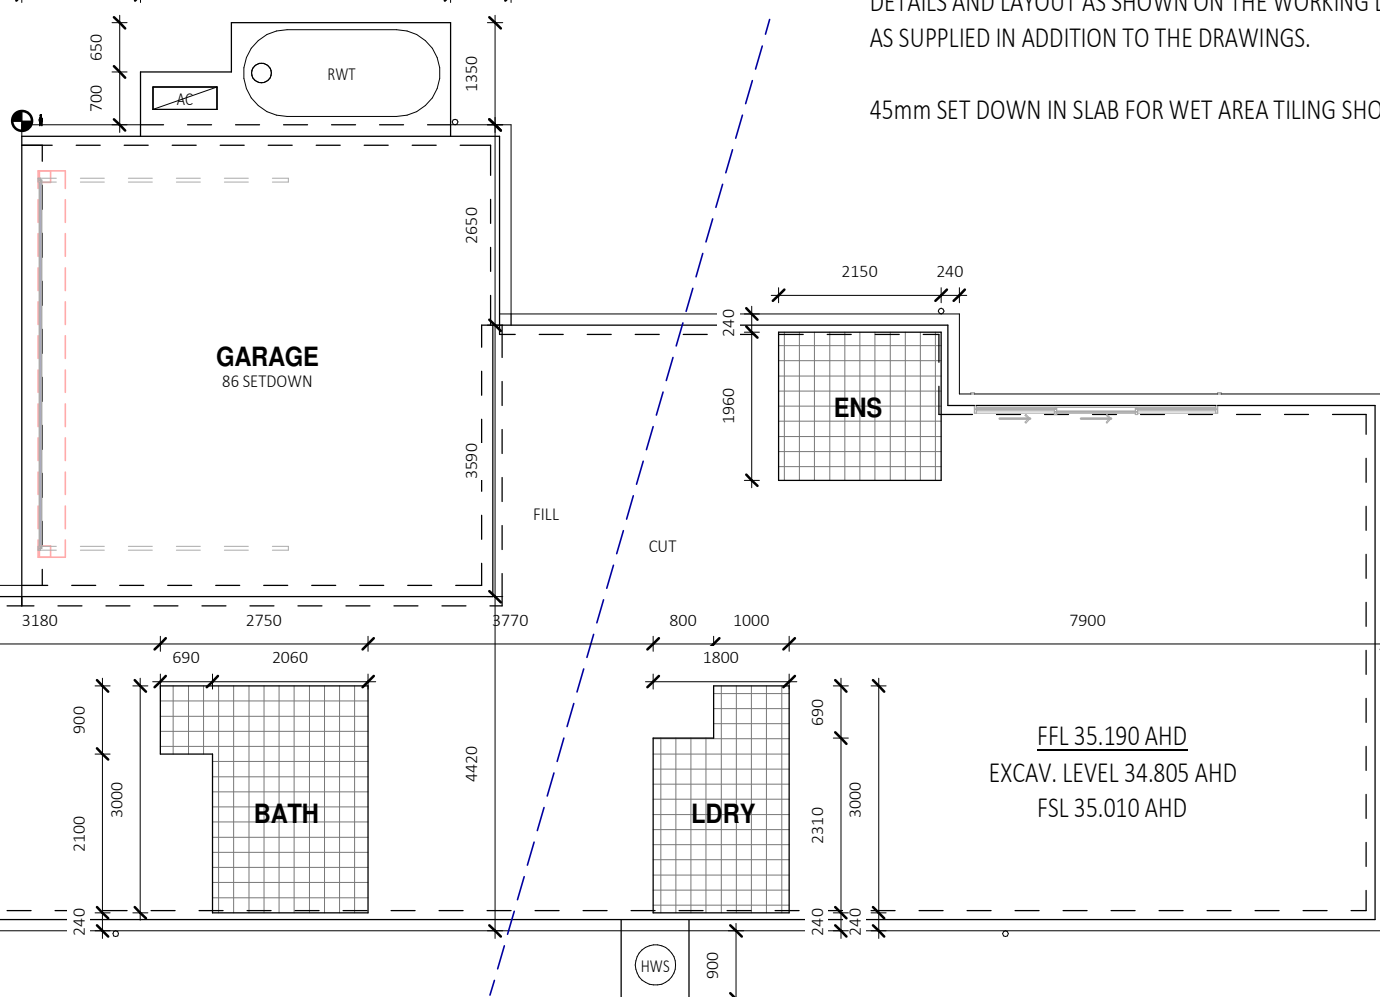 DETAILS AND LAYOUT AS SHOWN ON THE WORKING
AS SUPPLIED IN ADDITION TO THE DRAWINGS.
45mm SET DOWN IN SLAB FOR WET AREA TILING
650
700
AC
RWT
1350
2650
GARAGE
86 SETDOWN
3590
2150
240
240
1960
ENS
FILL
CUT
3180
2750
3770
800
1000
7900
690
2060
1800
900
3000
2100
240
BATH
4420
LDRY
690
2310
3000
240
240
FFL 35.190 AHD
EXCAV. LEVEL 34.805 AHD
FSL 35.010 AHD
HWS
900